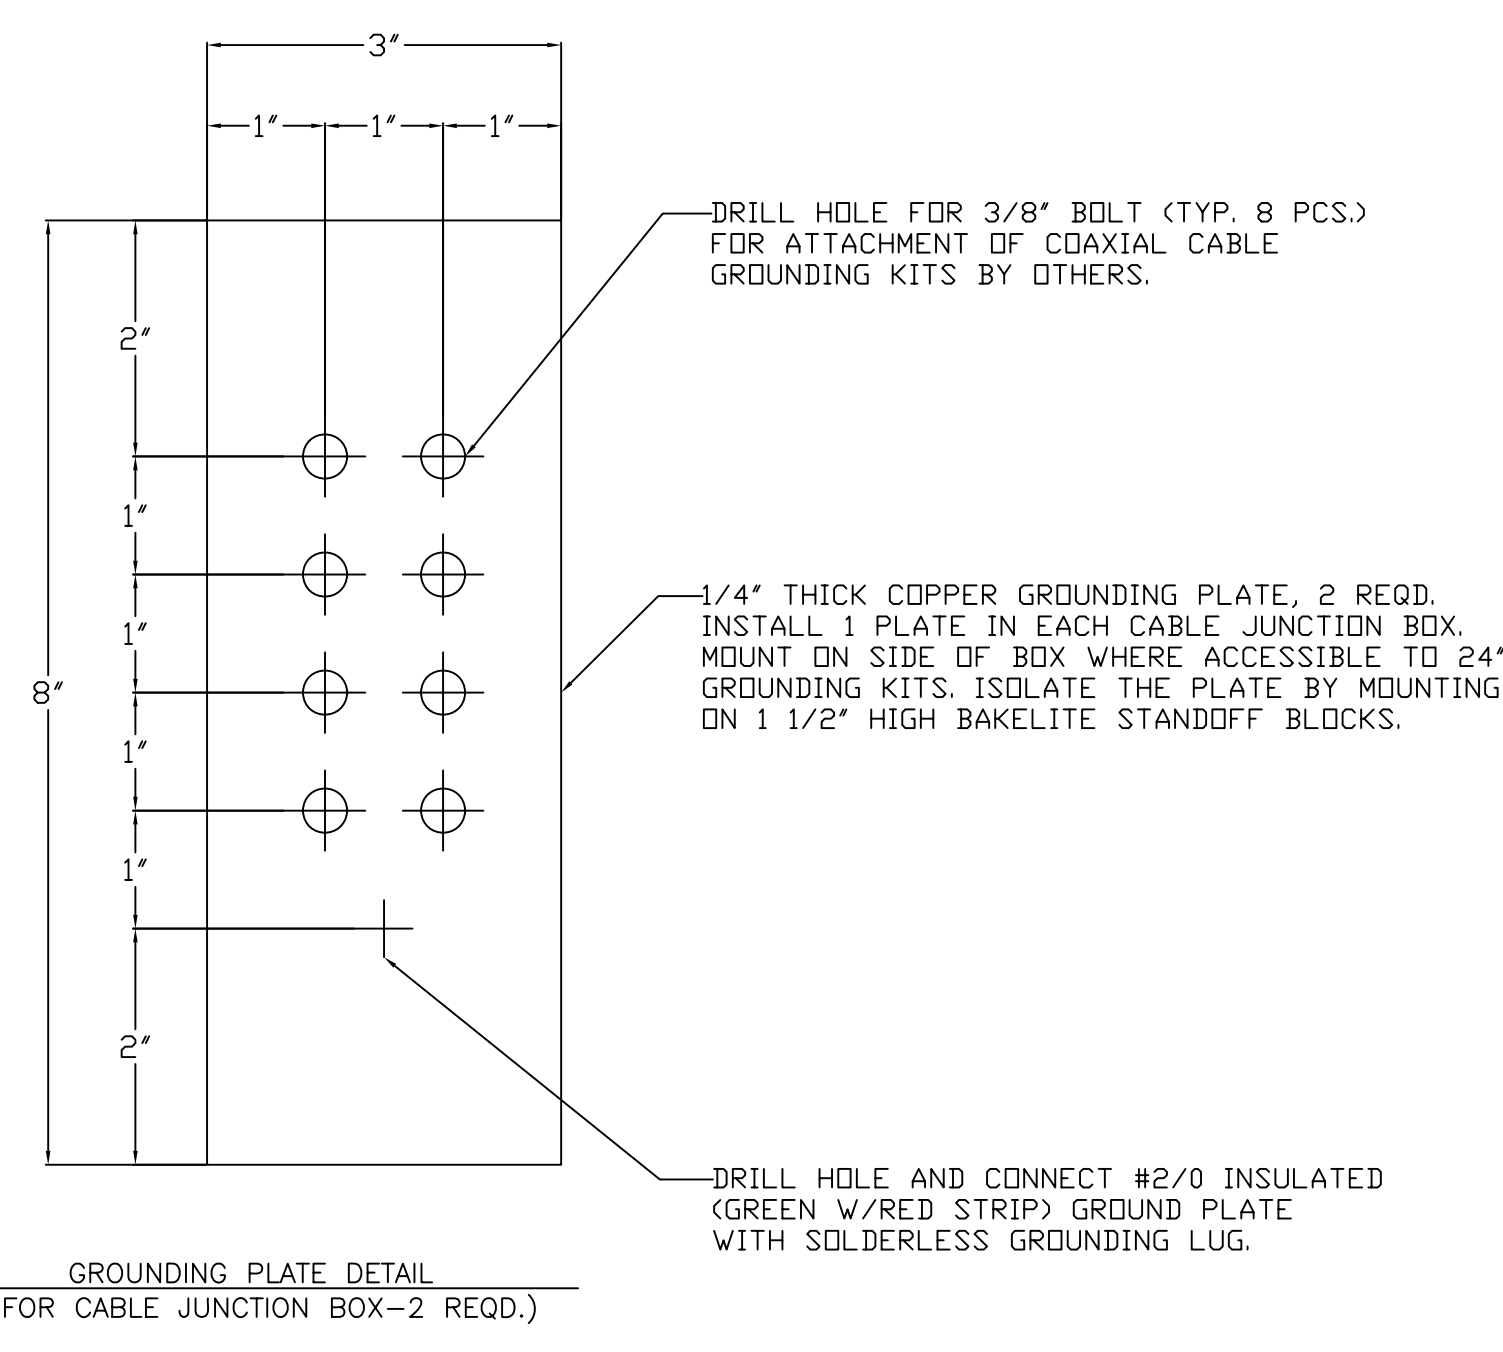 3"
1" 1" 1"
DRILL HOLE FOR 3/8" BOLT (TYP. 8 PCS.)
FOR ATTACHMENT OF COAXIAL CABLE
GROUNDING KITS BY OTHERS.
2"
1"
1"
1"
1"
2"
8"
1/4" THICK COPPER GROUNDING PLATE, 2 REQD.
INSTALL 1 PLATE IN EACH CABLE JUNCTION BOX.
MOUNT ON SIDE OF BOX WHERE ACCESSIBLE TO 24"
GROUNDING KITS. ISOLATE THE PLATE BY MOUNTING
ON 1 1/2" HIGH BAKELITE STANDOFF BLOCKS.
DRILL HOLE AND CONNECT #2/0 INSULATED
(GREEN W/RED STRIP) GROUND PLATE
WITH SOLDERLESS GROUNDING LUG.
GROUNDING PLATE DETAIL
FOR CABLE JUNCTION BOX-2 REQD.)